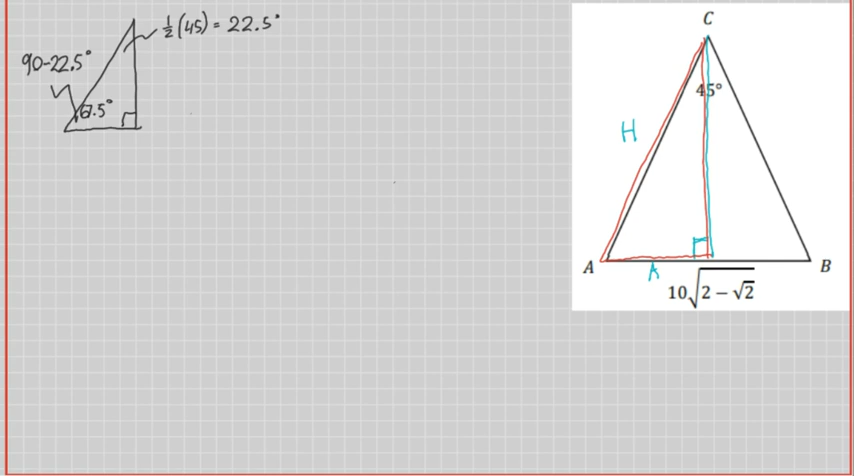 ½(45) = 22.5°
90-22.5°
67.5°
C
45°
H
A
B
A
10√(2 − √2)